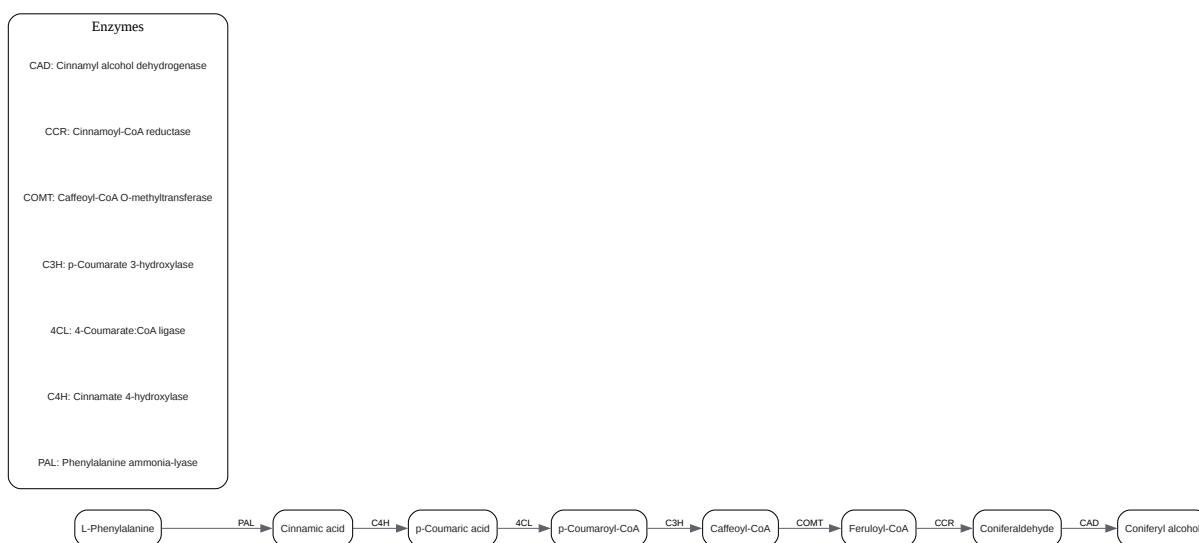 Enzymes
CAD: Cinnamyl alcohol dehydrogenase
CCR: Cinnamoyl-CoA reductase
COMT: Caffeoyl-CoA O-methyltransferase
C3H: p-Coumarate 3-hydroxylase
4CL: 4-Coumarate:CoA ligase
C4H: Cinnamate 4-hydroxylase
PAL: Phenylalanine ammonia-lyase
L-Phenylalanine PAL Cinnamic acid C4H p-Coumaric acid 4CL p-Coumaroyl-CoA C3H Caffeoyl-CoA COMT Feruloyl-CoA CCR Coniferaldehyde CAD Coniferyl alcohol